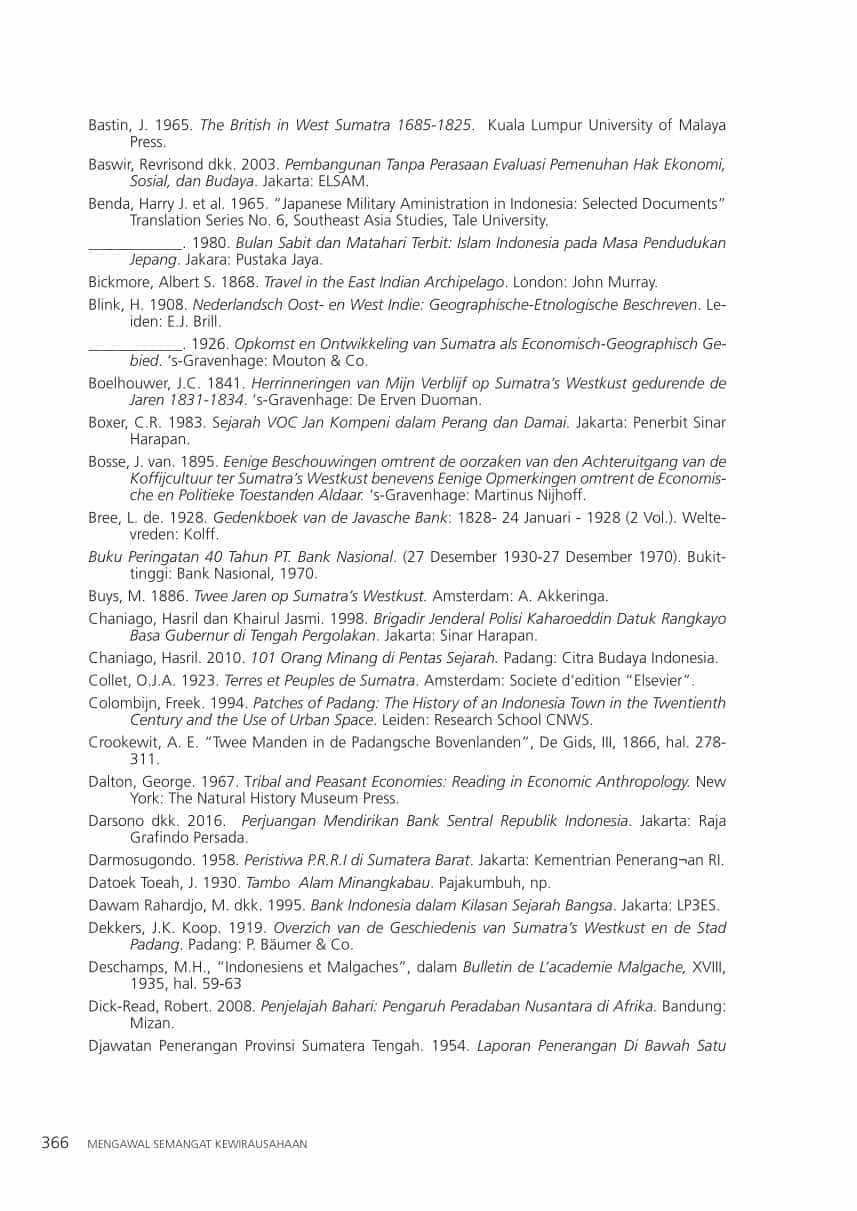 Bastin, J. 1965. The British in West Sumatra 1685-1825. Kuala Lumpur University of Malaya
Press.
Baswir, Revrisond dkk. 2003. Pembangunan Tanpa Perasaan Evaluasi Pemenuhan Hak Ekonomi,
Sosial, dan Budaya. Jakarta: ELSAM.
Benda, Harry J. et al. 1965. “Japanese Military Aministration in Indonesia: Selected Documents”
Translation Series No. 6, Southeast Asia Studies, Tale University.
____________. 1980. Bulan Sabit dan Matahari Terbit: Islam Indonesia pada Masa Pendudukan
Jepang. Jakara: Pustaka Jaya.
Bickmore, Albert S. 1868. Travel in the East Indian Archipelago. London: John Murray.
Blink, H. 1908. Nederlandsch Oost- en West Indie: Geographische-Etnologische Beschreven. Le-
iden: E.J. Brill.
____________. 1926. Opkomst en Ontwikkeling van Sumatra als Economisch-Geographisch Ge-
bied. ‘s-Gravenhage: Mouton & Co.
Boelhouwer, J.C. 1841. Herrinneringen van Mijn Verblijf op Sumatra’s Westkust gedurende de
Jaren 1831-1834. ‘s-Gravenhage: De Erven Duoman.
Boxer, C.R. 1983. Sejarah VOC Jan Kompeni dalam Perang dan Damai. Jakarta: Penerbit Sinar
Harapan.
Bosse, J. van. 1895. Eenige Beschouwingen omtrent de oorzaken van den Achteruitgang van de
Koffijcultuur ter Sumatra’s Westkust benevens Eenige Opmerkingen omtrent de Economis-
che en Politieke Toestanden Aldaar. ‘s-Gravenhage: Martinus Nijhoff.
Bree, L. de. 1928. Gedenkboek van de Javasche Bank: 1828- 24 Januari - 1928 (2 Vol.). Welte-
vreden: Kolff.
Buku Peringatan 40 Tahun PT. Bank Nasional. (27 Desember 1930-27 Desember 1970). Bukit-
tinggi: Bank Nasional, 1970.
Buys, M. 1886. Twee Jaren op Sumatra’s Westkust. Amsterdam: A. Akkeringa.
Chaniago, Hasril dan Khairul Jasmi. 1998. Brigadir Jenderal Polisi Kaharoeddin Datuk Rangkayo
Basa Gubernur di Tengah Pergolakan. Jakarta: Sinar Harapan.
Chaniago, Hasril. 2010. 101 Orang Minang di Pentas Sejarah. Padang: Citra Budaya Indonesia.
Collet, O.J.A. 1923. Terres et Peuples de Sumatra. Amsterdam: Societe d’edition “Elsevier”.
Colombijn, Freek. 1994. Patches of Padang: The History of an Indonesia Town in the Twentienth
Century and the Use of Urban Space. Leiden: Research School CNWS.
Crookewit, A. E. “Twee Manden in de Padangsche Bovenlanden”, De Gids, III, 1866, hal. 278-
311.
Dalton, George. 1967. Tribal and Peasant Economies: Reading in Economic Anthropology. New
York: The Natural History Museum Press.
Darsono dkk. 2016. Perjuangan Mendirikan Bank Sentral Republik Indonesia. Jakarta: Raja
Grafindo Persada.
Darmosugondo. 1958. Peristiwa P.R.R.I di Sumatera Barat. Jakarta: Kementrian Penerang¬an RI.
Datoek Toeah, J. 1930. Tambo Alam Minangkabau. Pajakumbuh, np.
Dawam Rahardjo, M. dkk. 1995. Bank Indonesia dalam Kilasan Sejarah Bangsa. Jakarta: LP3ES.
Dekkers, J.K. Koop. 1919. Overzich van de Geschiedenis van Sumatra’s Westkust en de Stad
Padang. Padang: P. Bäumer & Co.
Deschamps, M.H., “Indonesiens et Malgaches”, dalam Bulletin de L’academie Malgache, XVIII,
1935, hal. 59-63
Dick-Read, Robert. 2008. Penjelajah Bahari: Pengaruh Peradaban Nusantara di Afrika. Bandung:
Mizan.
Djawatan Penerangan Provinsi Sumatera Tengah. 1954. Laporan Penerangan Di Bawah Satu
366 MENGAWAL SEMANGAT KEWIRAUSAHAAN